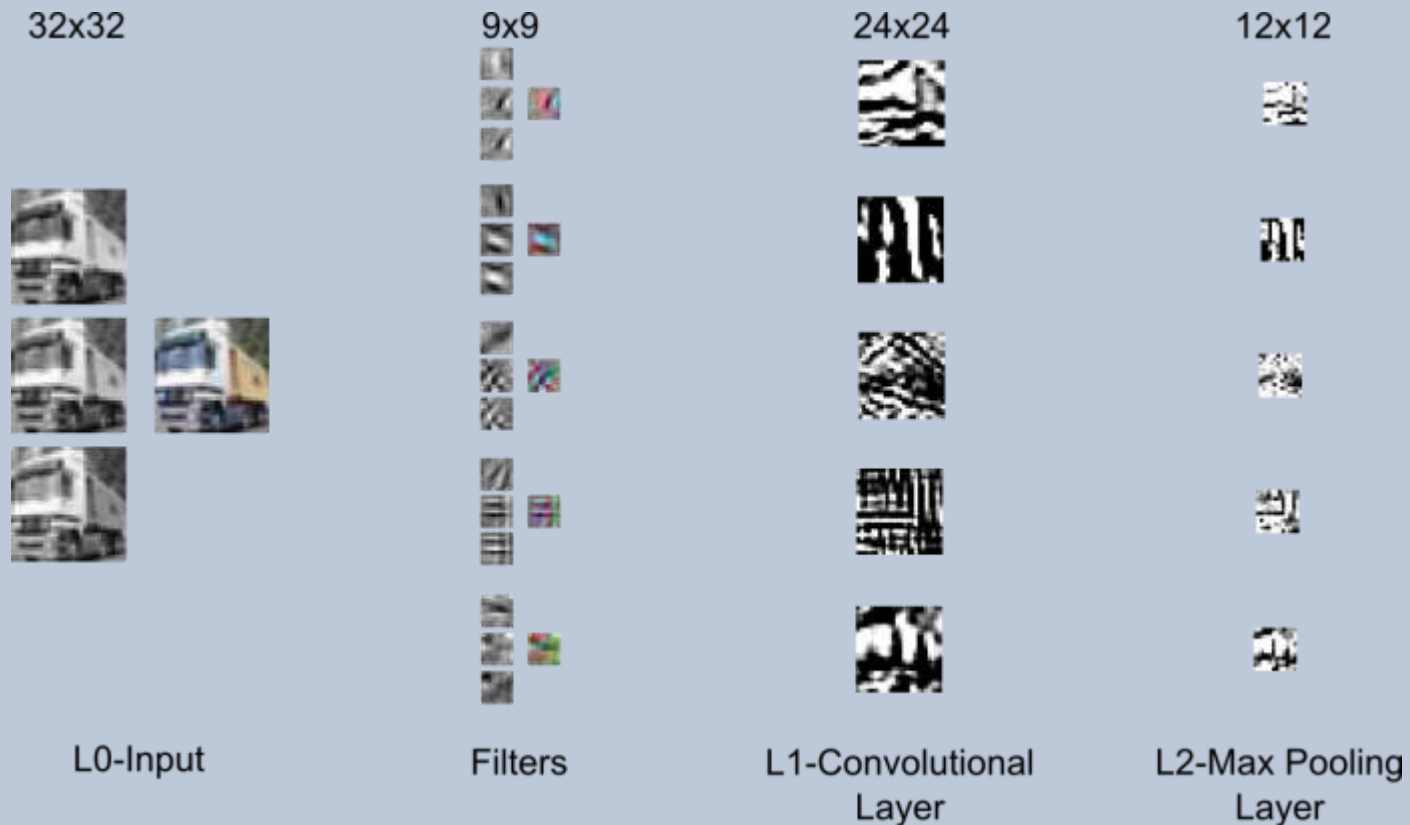 32x32
9x9
24x24
12x12
L0-Input
Filters
L1-Convolutional
Layer
L2-Max Pooling
Layer